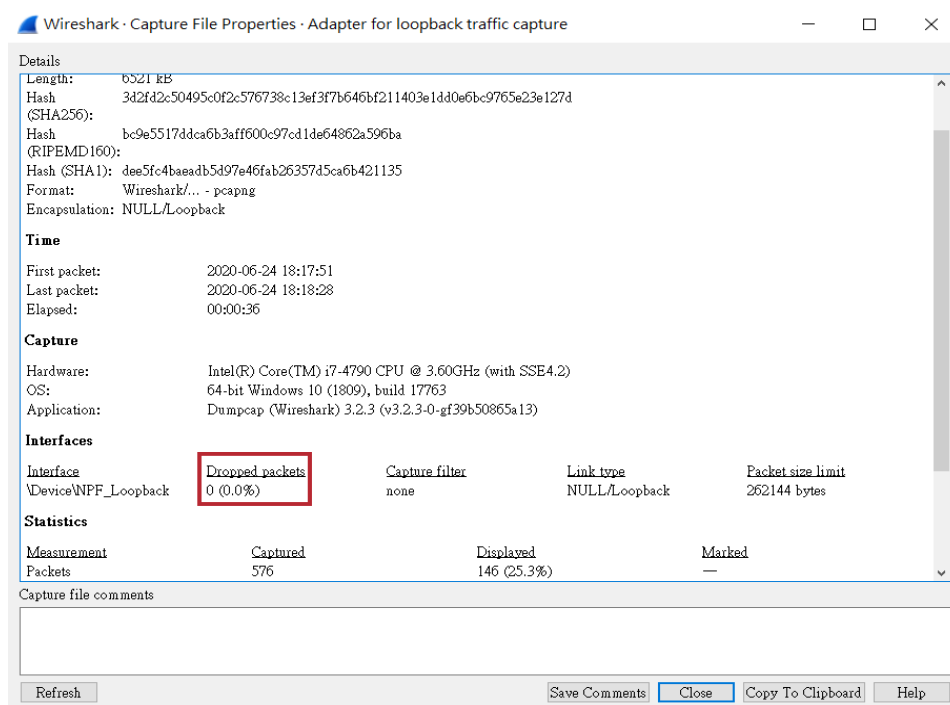 Wireshark · Capture File Properties · Adapter for loopback traffic capture
Details
Length: 6521 kB
Hash 3d2fd2c50495c0f2c576738c13ef3f7b646bf211403e1dd0e6bc9765e23e127d
(SHA256):
Hash bc9e5517ddca6b3aff600c97cd1de64862a596ba
(RIPEMD160):
Hash (SHA1): dee5fc4baeadb5d97e46fab26357d5ca6b421135
Format: Wireshark/... - pcapng
Encapsulation: NULL/Loopback
Time
First packet: 2020-06-24 18:17:51
Last packet: 2020-06-24 18:18:28
Elapsed: 00:00:36
Capture
Hardware: Intel(R) Core(TM) i7-4790 CPU @ 3.60GHz (with SSE4.2)
OS: 64-bit Windows 10 (1809), build 17763
Application: Dumpcap (Wireshark) 3.2.3 (v3.2.3-0-gf39b50865a13)
Interfaces
Interface Dropped packets Capture filter Link type Packet size limit
\Device\NPF_Loopback 0 (0.0%) none NULL/Loopback 262144 bytes
Statistics
Measurement Captured Displayed Marked
Packets 576 146 (25.3%) —
Capture file comments
Refresh Save Comments Close Copy To Clipboard Help